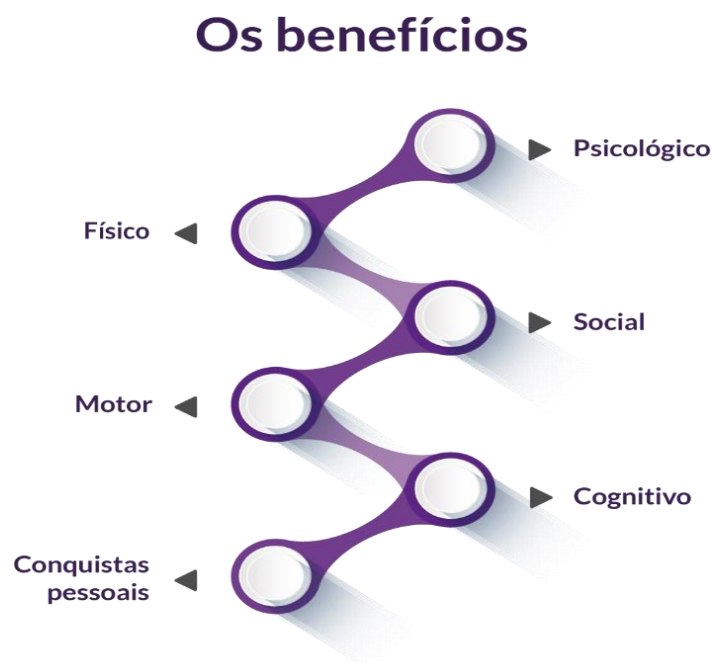 Os benefícios
Psicológico
Físico
Social
Motor
Cognitivo
Conquistas
pessoais